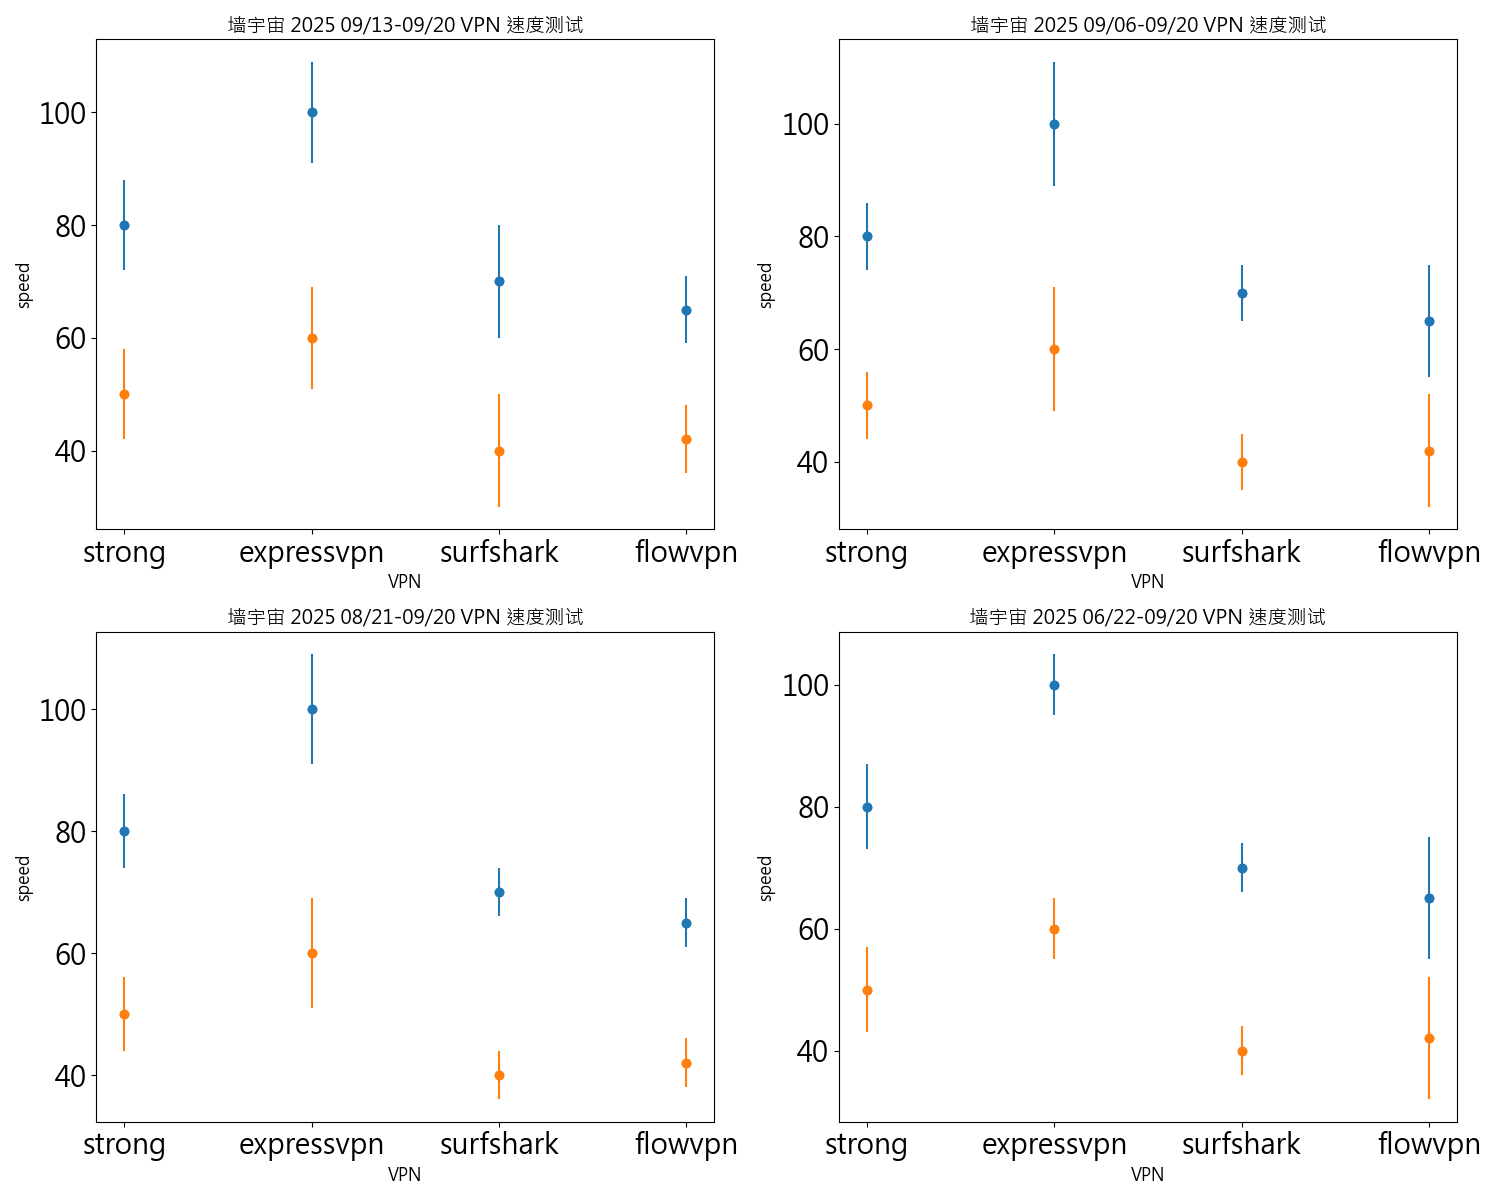 墙宇宙 2025 09/13-09/20 VPN 速度测试
100
80
60
40
speed
strong expressvpn surfshark flowvpn
VPN
墙宇宙 2025 09/06-09/20 VPN 速度测试
100
80
60
40
speed
strong expressvpn surfshark flowvpn
VPN
墙宇宙 2025 08/21-09/20 VPN 速度测试
100
80
60
40
speed
strong expressvpn surfshark flowvpn
VPN
墙宇宙 2025 06/22-09/20 VPN 速度测试
100
80
60
40
speed
strong expressvpn surfshark flowvpn
VPN